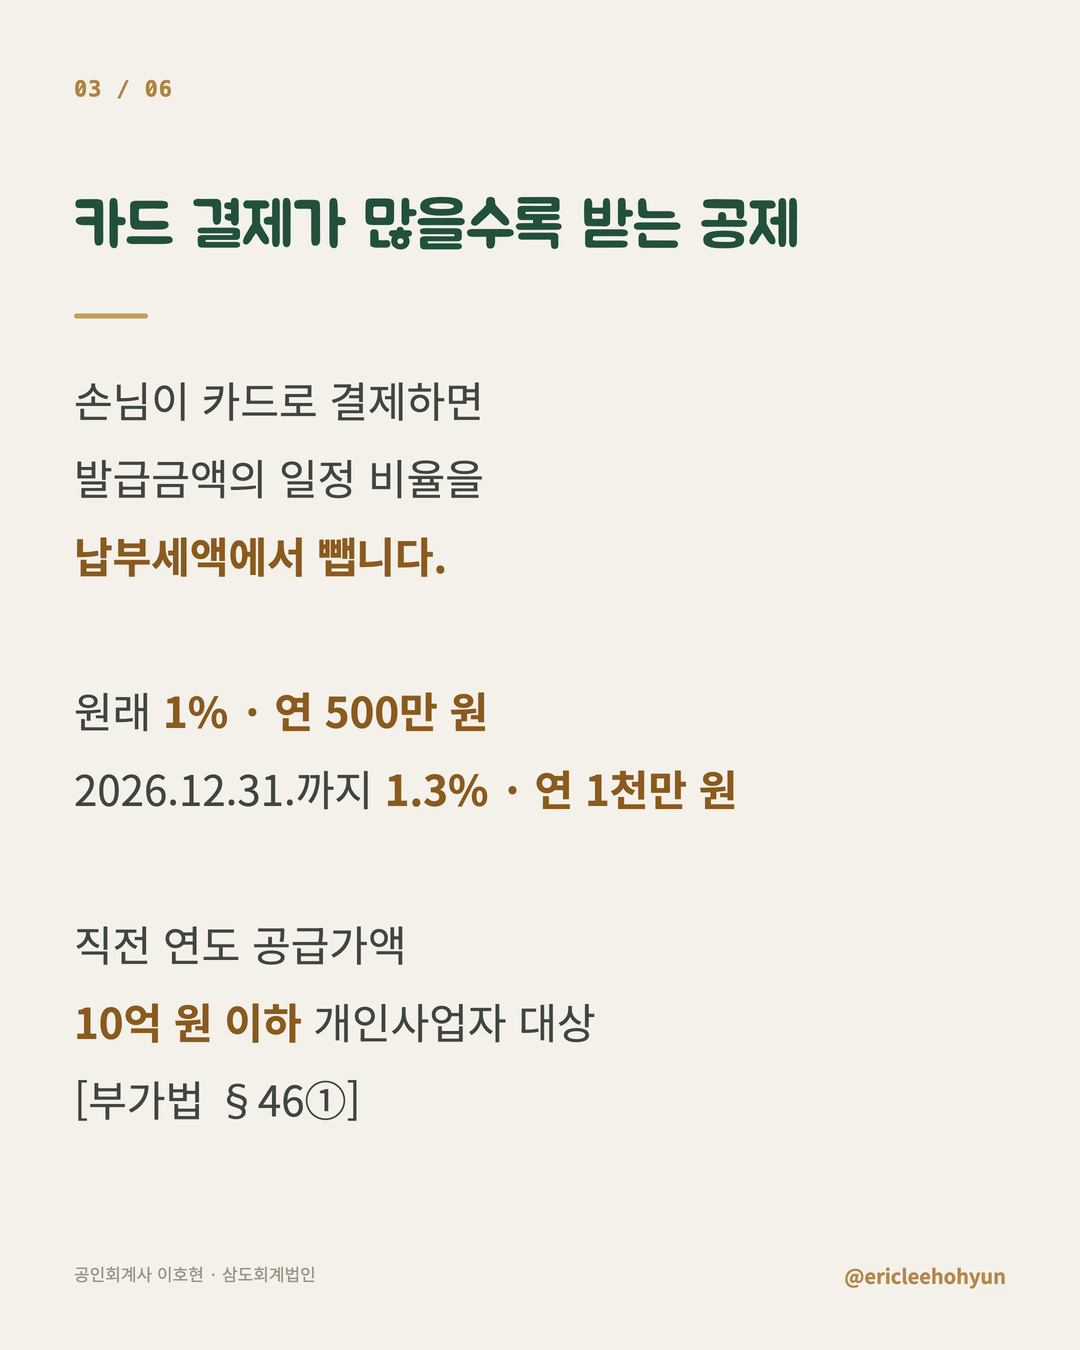 03 / 06
카드 결제가 많을수록 받는 공제
손님이 카드로 결제하면
발급금액의 일정 비율을
납부세액에서 뺍니다.
원래 1% · 연 500만 원
2026.12.31.까지 1.3% · 연 1천만 원
직전 연도 공급가액
10억 원 이하 개인사업자 대상
[부가법 §46①]
공인회계사 이호현 · 삼도회계법인
@ericleehohyun